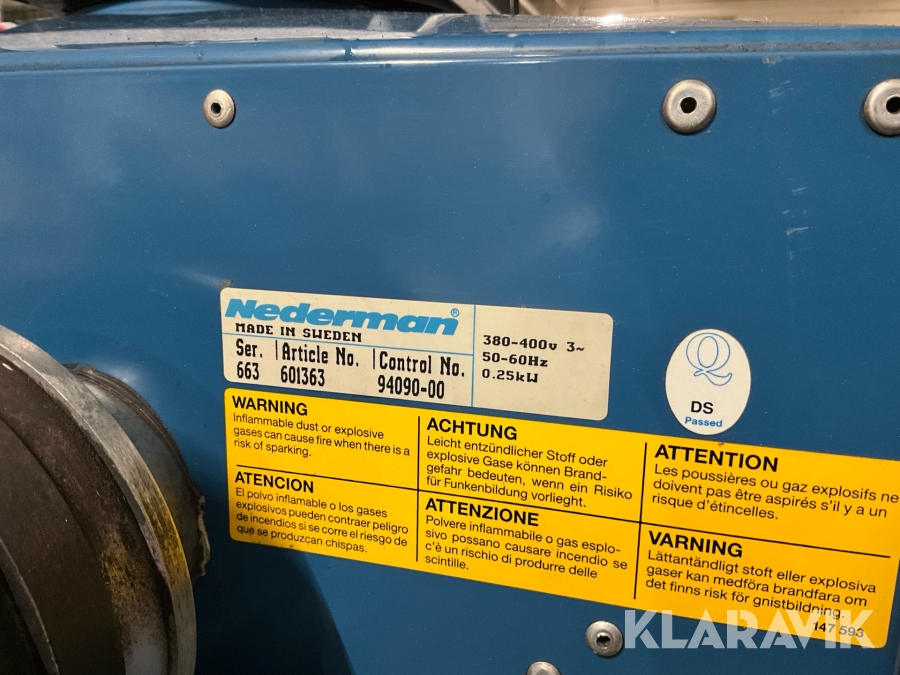 Nederman®
MADE IN SWEDEN
Ser. Article No. Control No.
663 601363 94090-00
380-400v 3~
50-60Hz
0.25kW
Q
DS
Passed
WARNING
Inflammable dust or explosive
gases can cause fire when there is a
risk of sparking.
ATENCION
El polvo inflamable o los gases
explosivos pueden contraer peligro
de incendios si se corre el riesgo de
que se produzcan chispas.
ACHTUNG
Leicht entzündlicher Stoff oder
explosive Gase können Brand-
gefahr bedeuten, wenn ein Risiko
für Funkenbildung vorlieght.
ATTENZIONE
Polvere inflammabile o gas esplo-
sivo possano causare incendio se
c'è un rischio di produrre delle
scintille.
ATTENTION
Les poussières ou gaz explosifs ne
doivent pas être aspirés s'il y a un
risque d'étincelles.
VARNING
Lättantändligt stoft eller explosiva
gaser kan medföra brandfara om
det finns risk för gnistbildning.
147 593
KLARAVIK